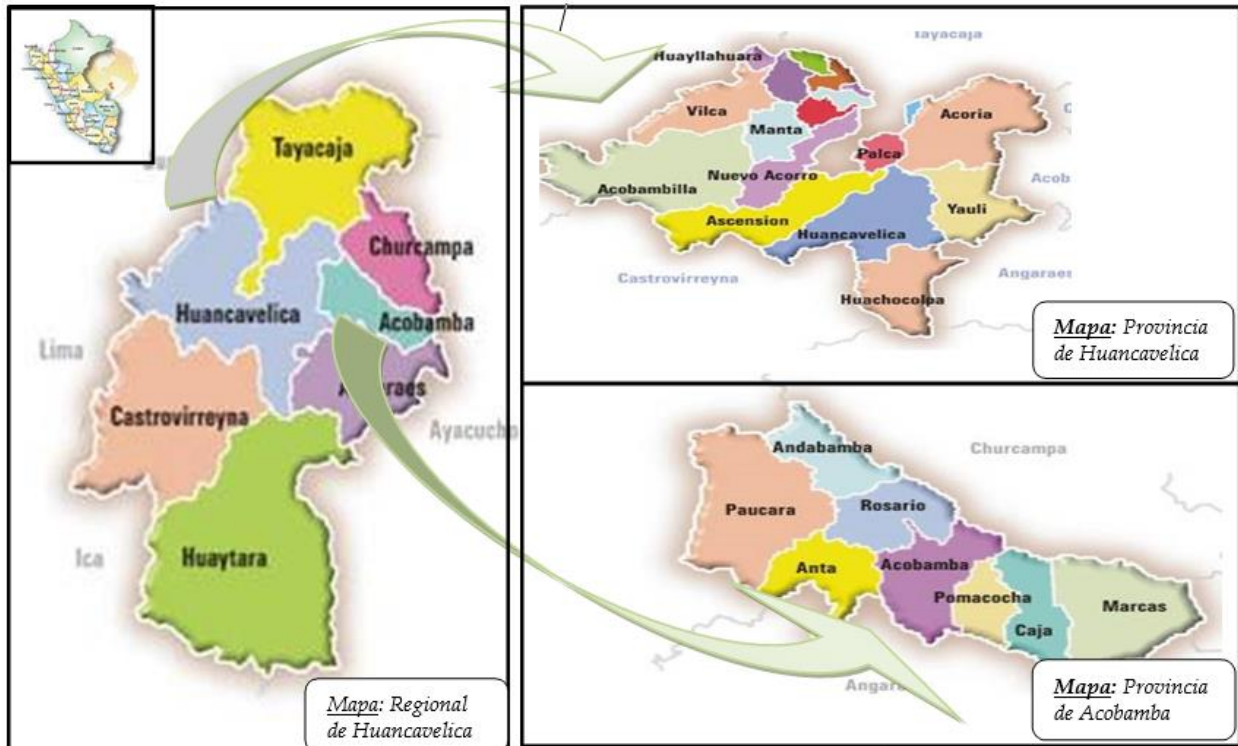 Tayacaja
Churcampa
Huancavelica
Acobamba
Lima
Castrovirreyna
Ayacucho
Ica
Huaytara
Mapa: Regional
de Huancavelica
Tayacaja
Huayllahuara
Vilca
Acoria
Manta
Palca
Nuevo Acorro
Acobambilla
Acob
Yauli
Ascension
Huancavelica
Castrovirreyna
Angaraes
Huachocolpa
Mapa: Provincia
de Huancavelica
Andabamba
Churcampa
Paucara
Rosario
Anta
Acobamba
Pomacocha
Marcas
Caja
Angara
Mapa: Provincia
de Acobamba